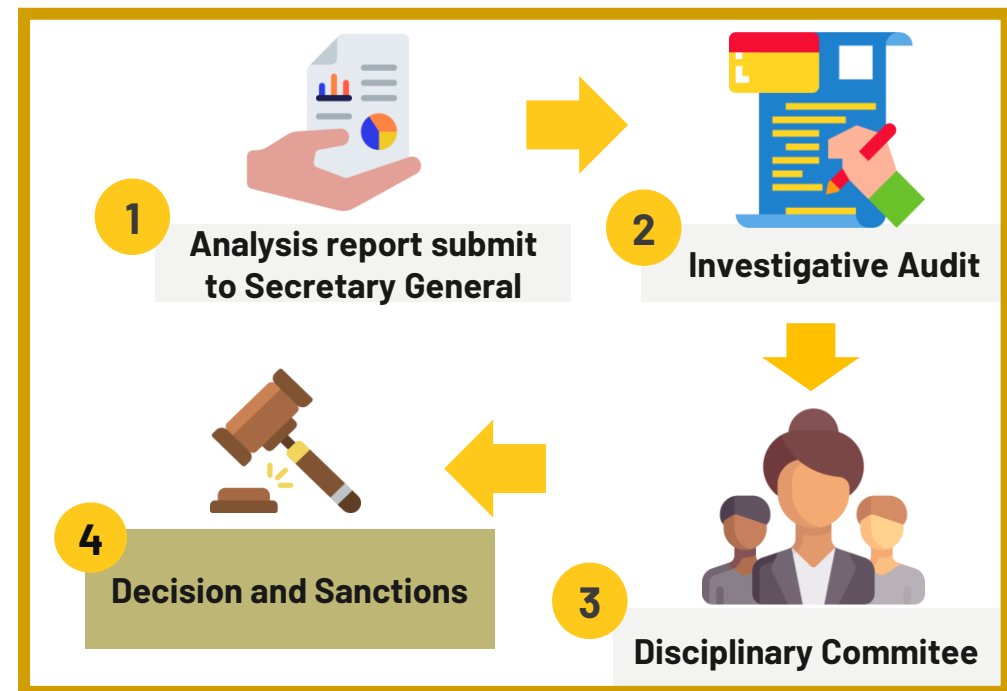 1
Analysis report submit
to Secretary General
2
Investigative Audit
3
Disciplinary Commitee
4
Decision and Sanctions